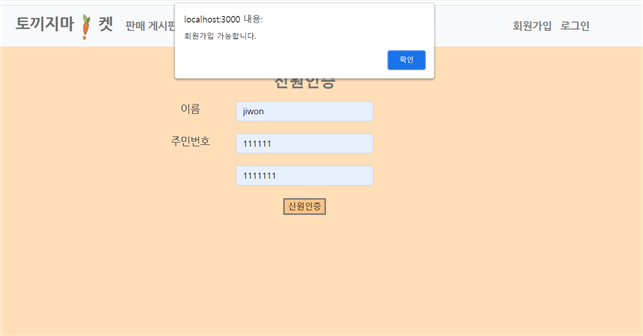 localhost:3000 내용:
회원가입 가능합니다.
확인
토끼지마 켓 판매 게시판 회원가입 로그인
신원인증
이름 jiwon
주민번호 111111
1111111
신원인증